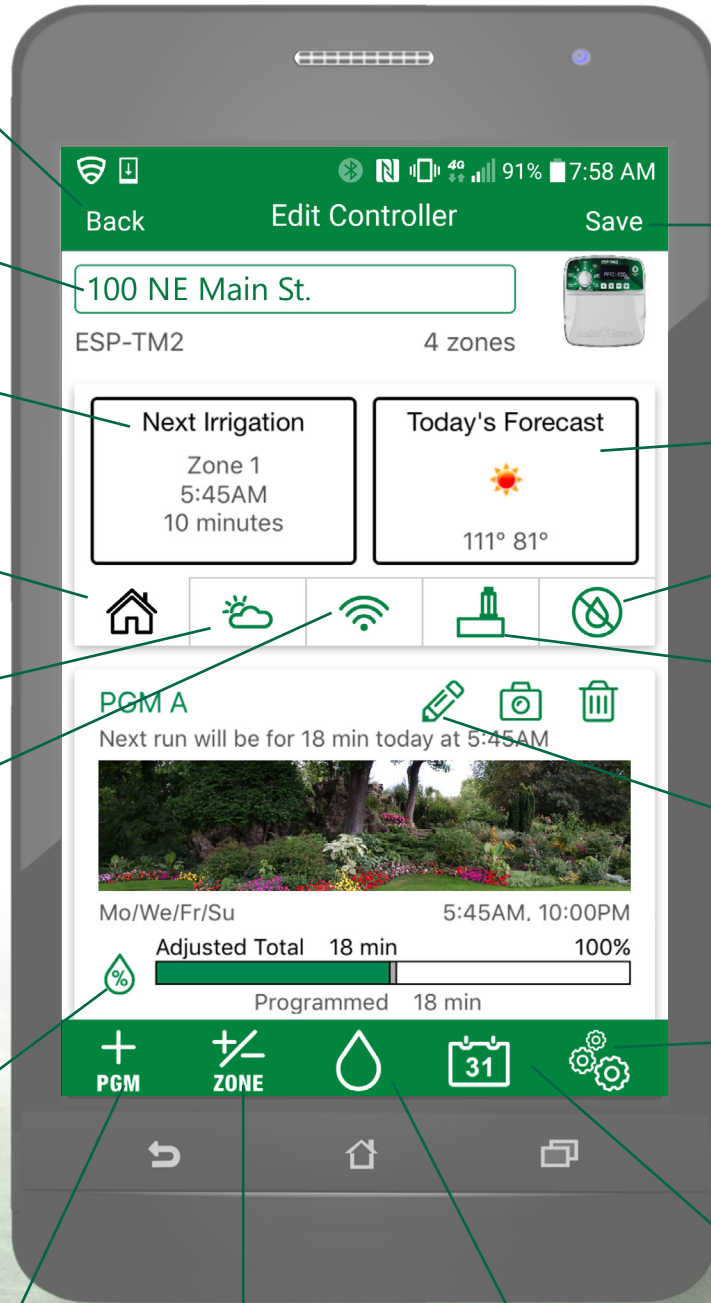 4G 91% 7:58 AM
Back Edit Controller Save
100 NE Main St.
ESP-TM2 4 zones
Next Irrigation
Zone 1
5:45AM
10 minutes
Today's Forecast
111° 81°
PGM A
Next run will be for 18 min today at 5:45AM
Mo/We/Fr/Su 5:45AM, 10:00PM
Adjusted Total 18 min 100%
%
Programmed 18 min
PGM
ZONE
31